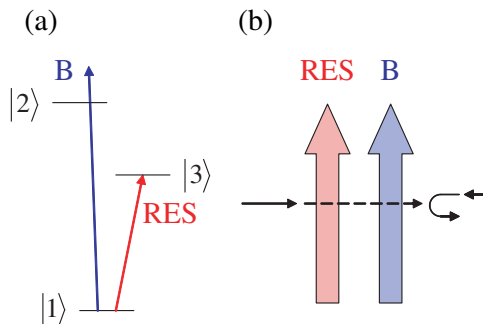 (a)
B
|2⟩
|3⟩
RES
|1⟩
(b)
RES B